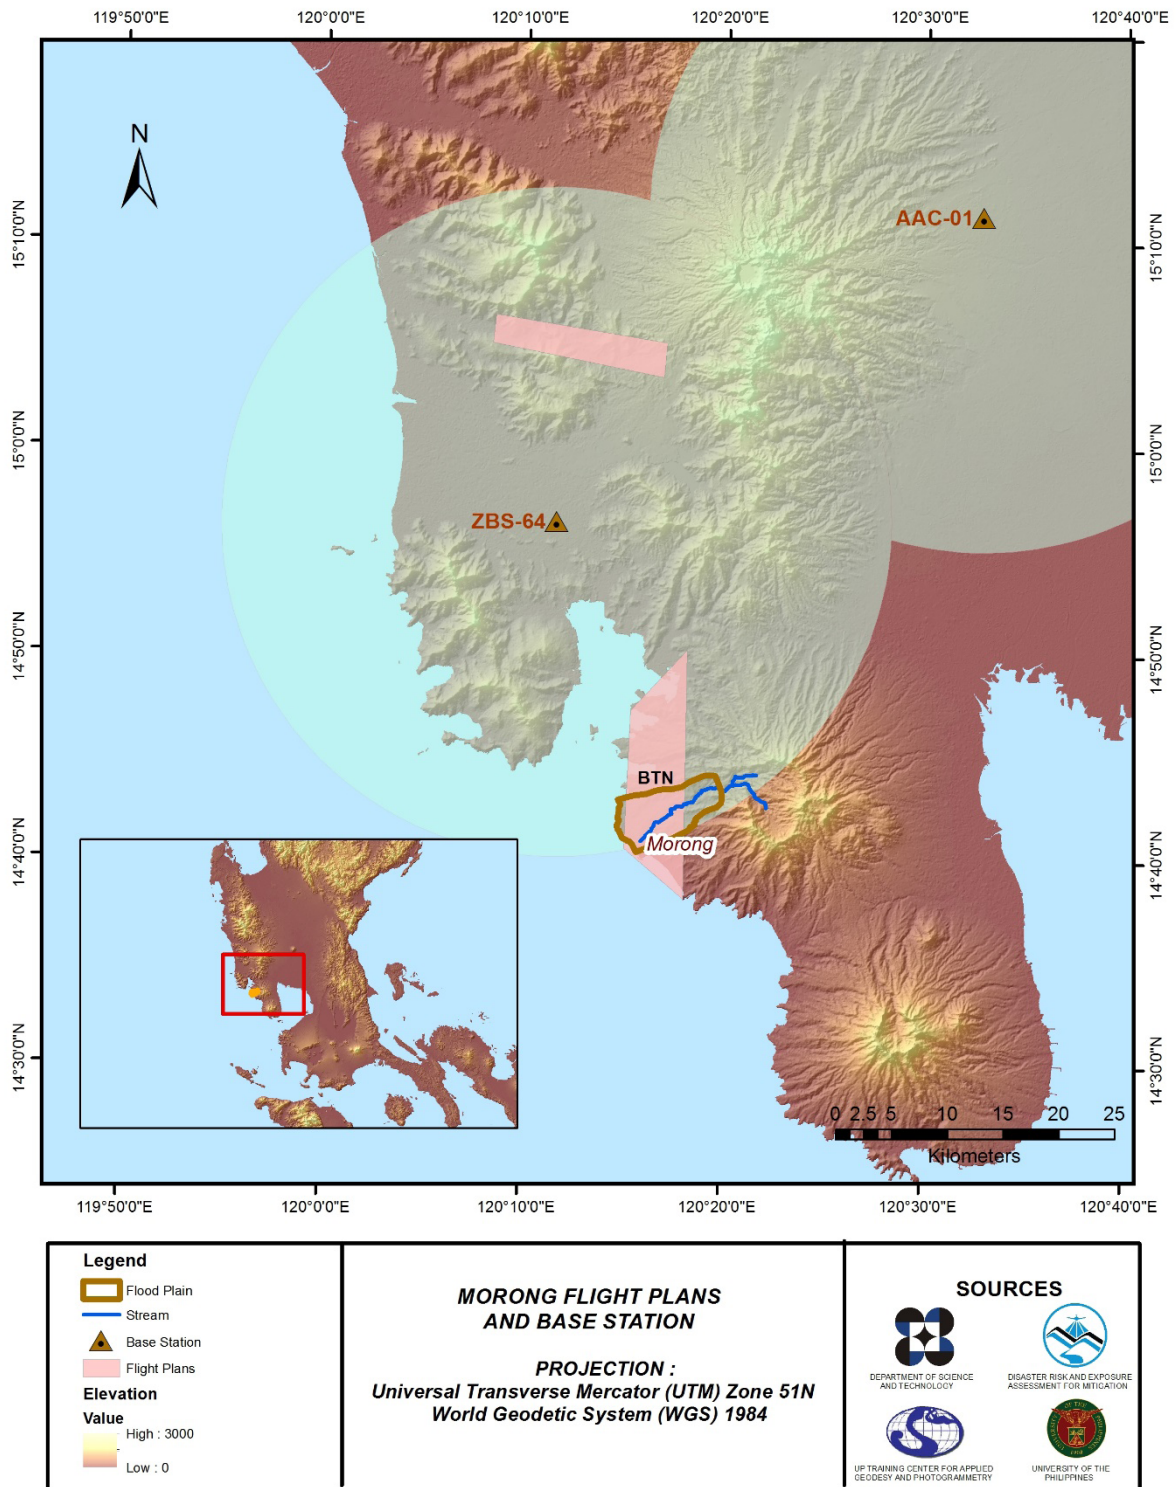 119°50'0"E 120°0'0"E 120°10'0"E 120°20'0"E 120°30'0"E 120°40'0"E
N
15°10'0"N
15°0'0"N
14°50'0"N
14°40'0"N
14°30'0"N
AAC-01
ZBS-64
BTN
Morong
15°10'0"N
15°0'0"N
14°50'0"N
14°40'0"N
14°30'0"N
0 2.5 5 10 15 20 25
Kilometers
119°50'0"E 120°0'0"E 120°10'0"E 120°20'0"E 120°30'0"E 120°40'0"E
Legend
Flood Plain
Stream
Base Station
Flight Plans
Elevation
Value
High : 3000
Low : 0
MORONG FLIGHT PLANS
AND BASE STATION
PROJECTION :
Universal Transverse Mercator (UTM) Zone 51N
World Geodetic System (WGS) 1984
SOURCES
DEPARTMENT OF SCIENCE
AND TECHNOLOGY
DISASTER RISK AND EXPOSURE
ASSESSMENT FOR MITIGATION
UP TRAINING CENTER FOR APPLIED
GEODESY AND PHOTOGRAMMETRY
UNIVERSITY OF THE
PHILIPPINES